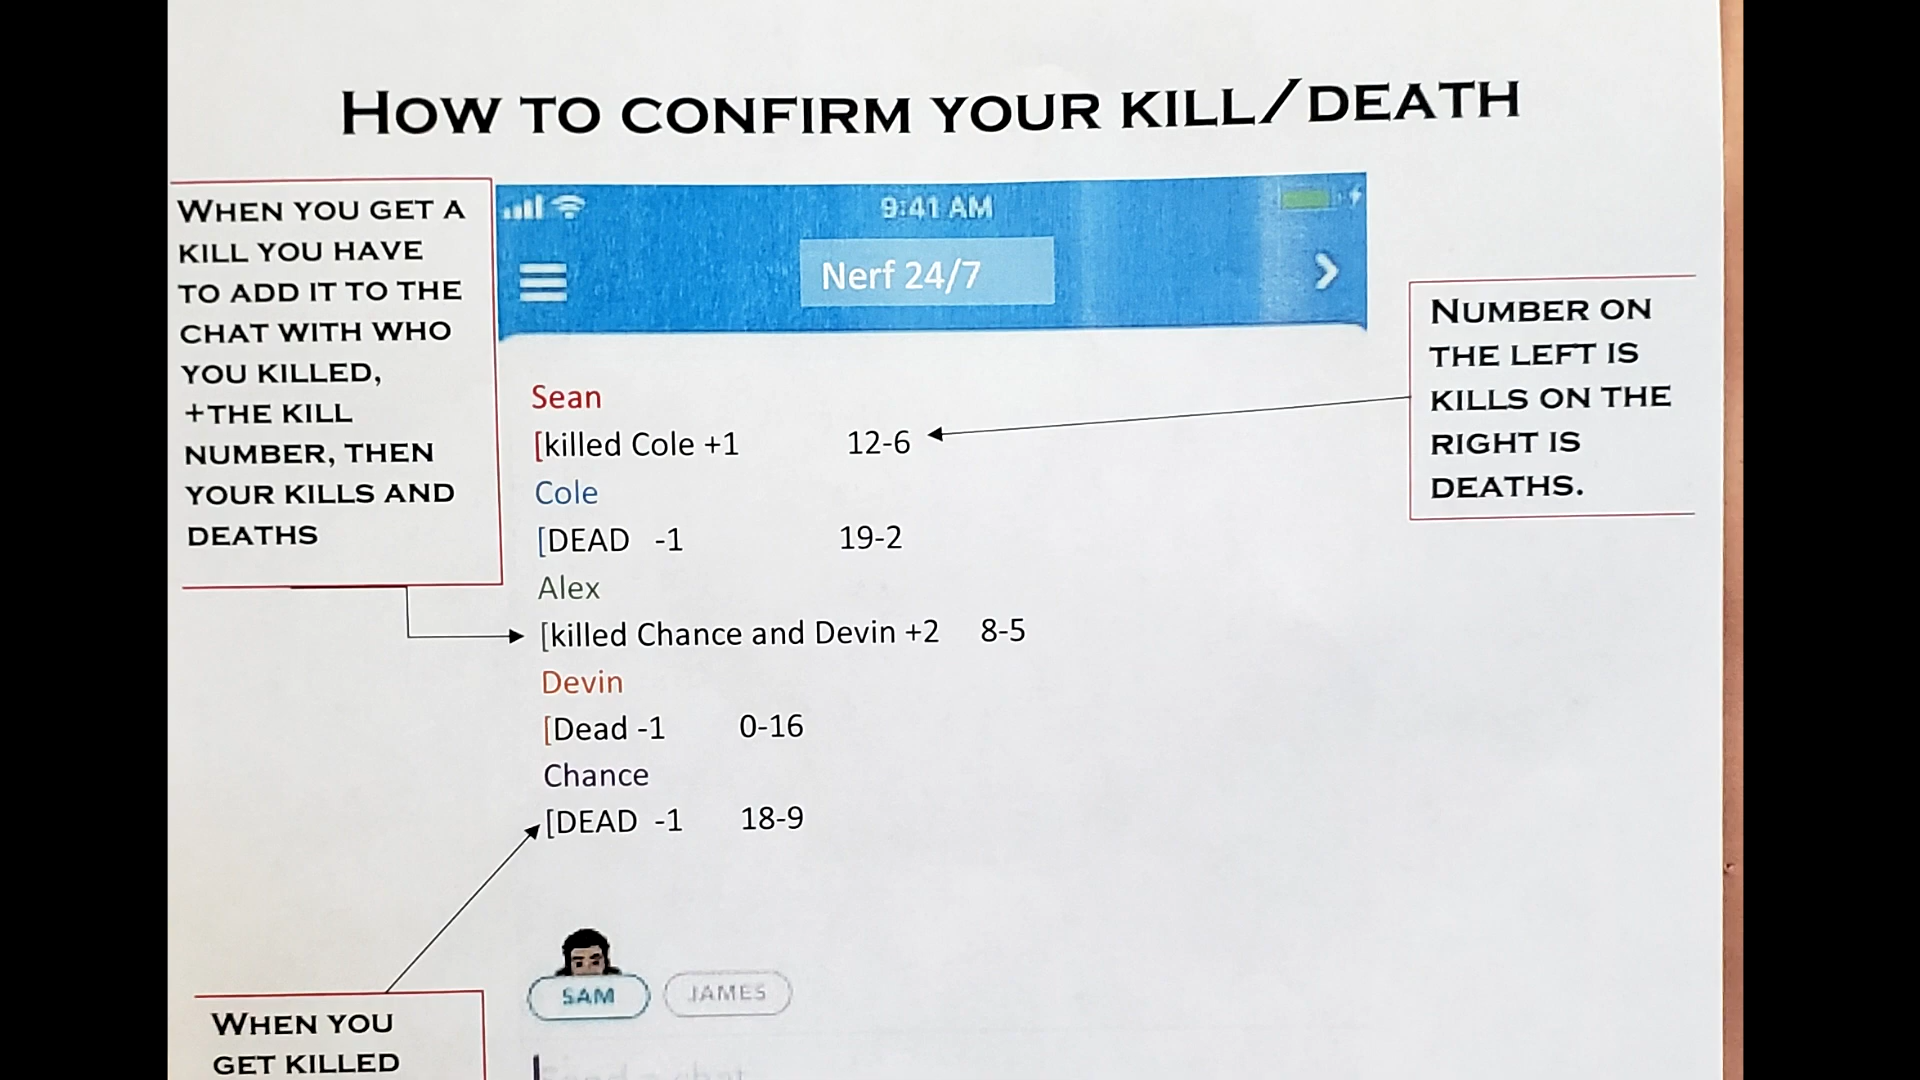 HOW TO CONFIRM YOUR KILL/DEATH
WHEN YOU GET A
KILL YOU HAVE
TO ADD IT TO THE
CHAT WITH WHO
YOU KILLED,
+THE KILL
NUMBER, THEN
YOUR KILLS AND
DEATHS
9:41 AM
Nerf 24/7
NUMBER ON
THE LEFT IS
KILLS ON THE
RIGHT IS
DEATHS.
Sean
[killed Cole +1 12-6
Cole
[DEAD -1 19-2
Alex
[killed Chance and Devin +2 8-5
Devin
[Dead -1 0-16
Chance
[DEAD -1 18-9
SAM JAMES
WHEN YOU
GET KILLED
Send a chat